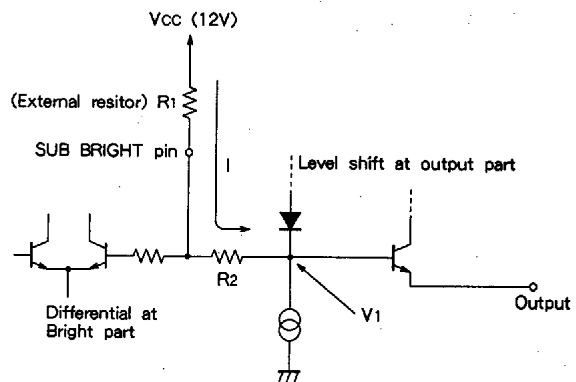 VCC (12V)
(External resitor) R1
SUB BRIGHT pin
I
Level shift at output part
R2
V1
Output
Differential at
Bright part